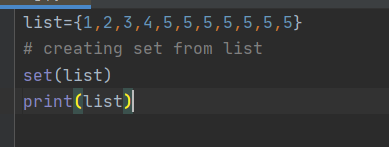 list={1,2,3,4,5,5,5,5,5,5,5}
# creating set from list
set(list)
print(list)